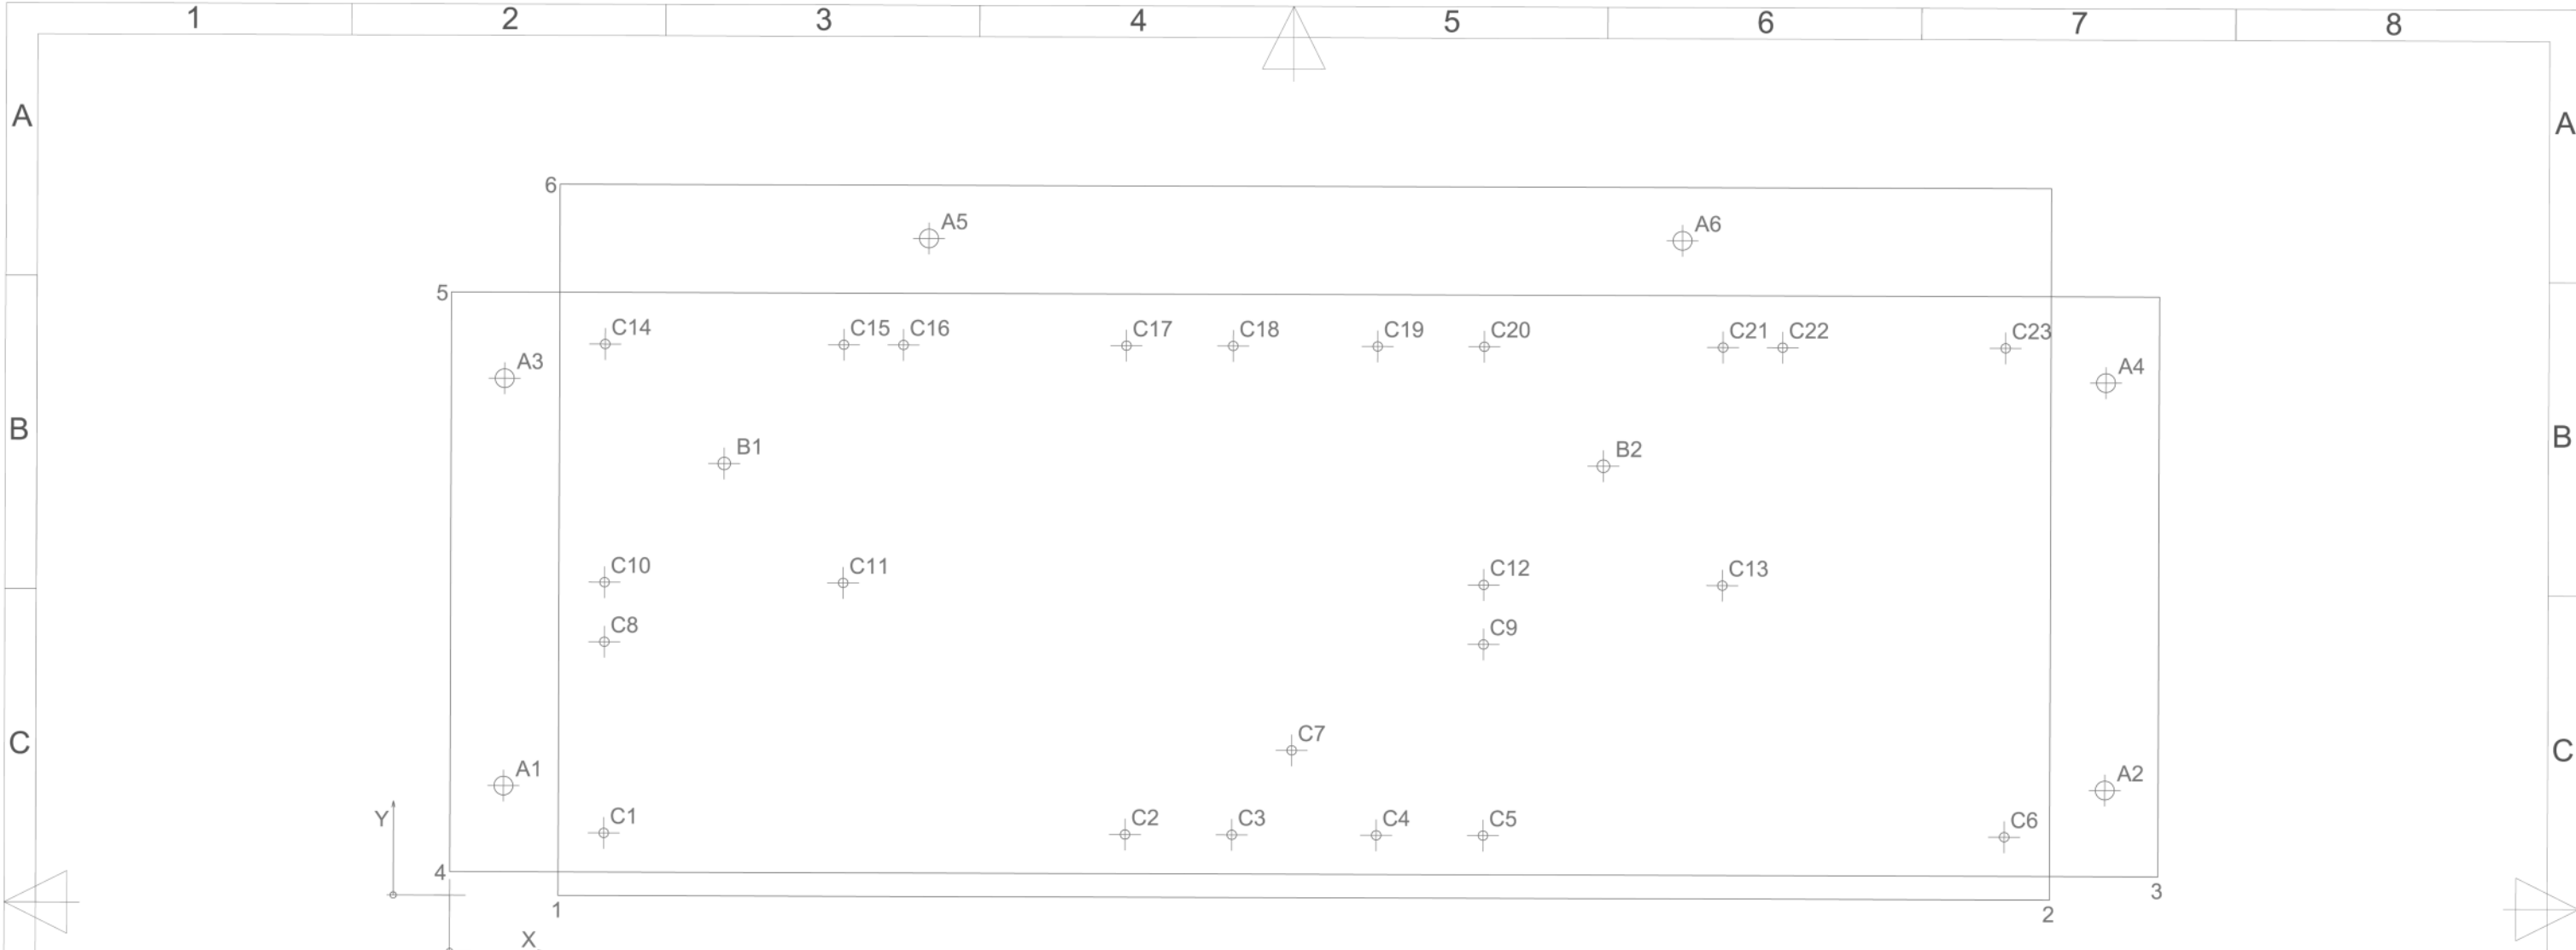 1 2 3 4 5 6 7 8
A A
6
A5 A6
5
C14 C15 C16 C17 C18 C19 C20 C21 C22 C23
A3 A4
B B
B1 B2
C10 C11 C12 C13
C8 C9
C7
C C
A1 A2
C1 C2 C3 C4 C5 C6
Y
4
3
1 2
X